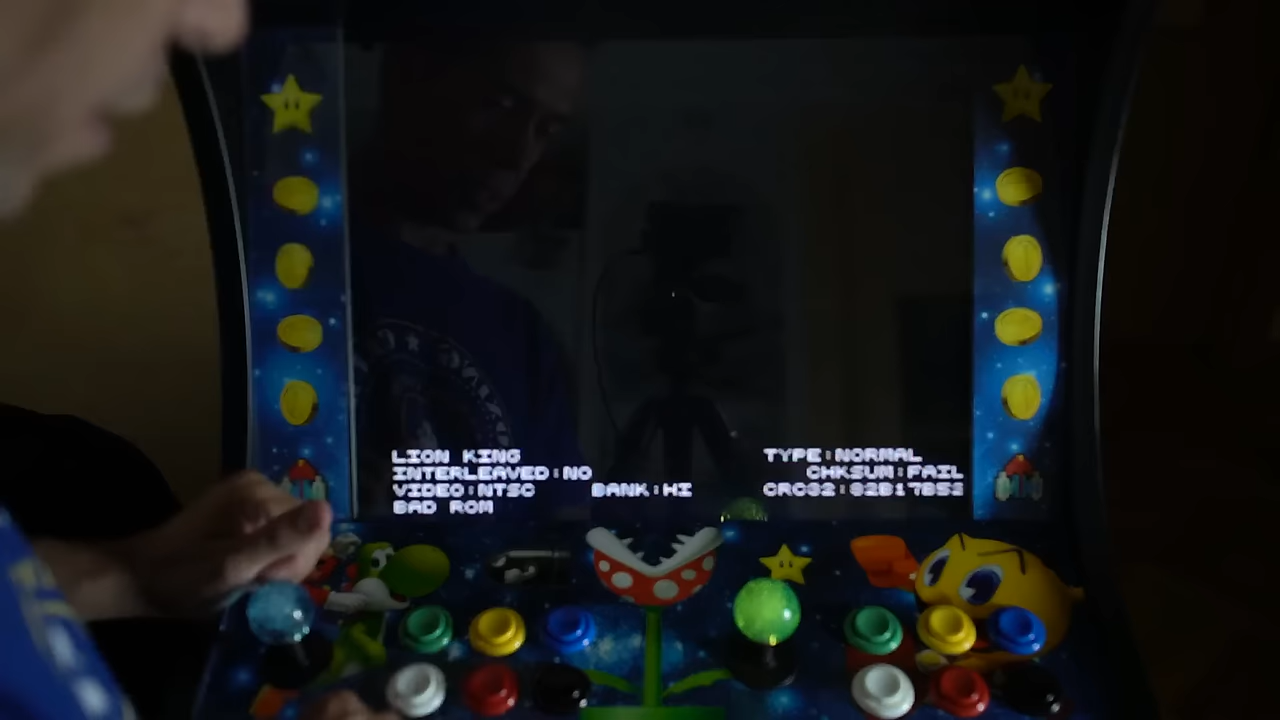 LION KING
INTERLEAVED:NO
VIDEO:NTSC BANK:HI
BAD ROM
TYPE:NORMAL
CHKSUM:FAIL